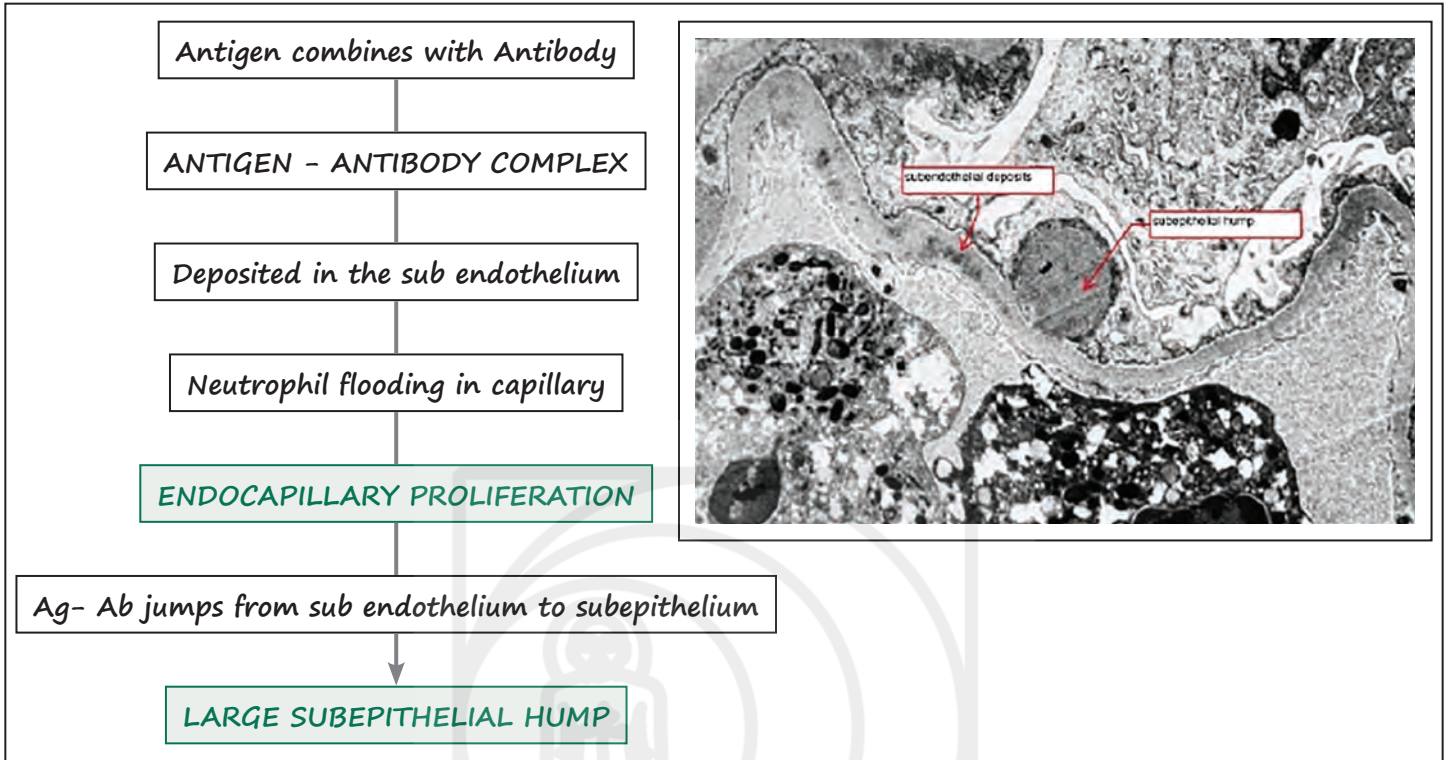 Antigen combines with Antibody
ANTIGEN - ANTIBODY COMPLEX
Deposited in the sub endothelium
Neutrophil flooding in capillary
ENDOCAPILLARY PROLIFERATION
Ag- Ab jumps from sub endothelium to subepithelium
LARGE SUBEPITHELIAL HUMP
subendothelial deposits
subepithelial hump